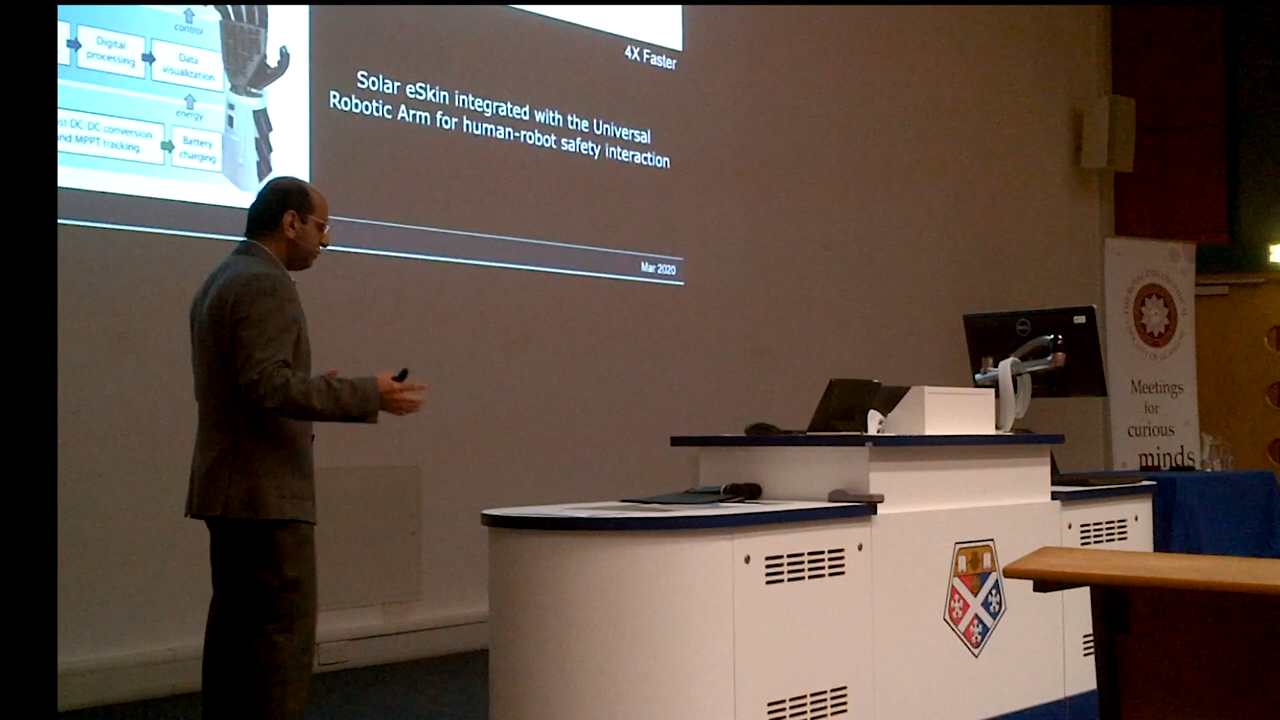 control
Digital
processing
Data
visualization
energy
DC-DC conversion
and MPPT tracking
Battery
charging
4X Faster
Solar eSkin integrated with the Universal
Robotic Arm for human-robot safety interaction
Mar 2020
DELL
Meetings
for
curious
minds